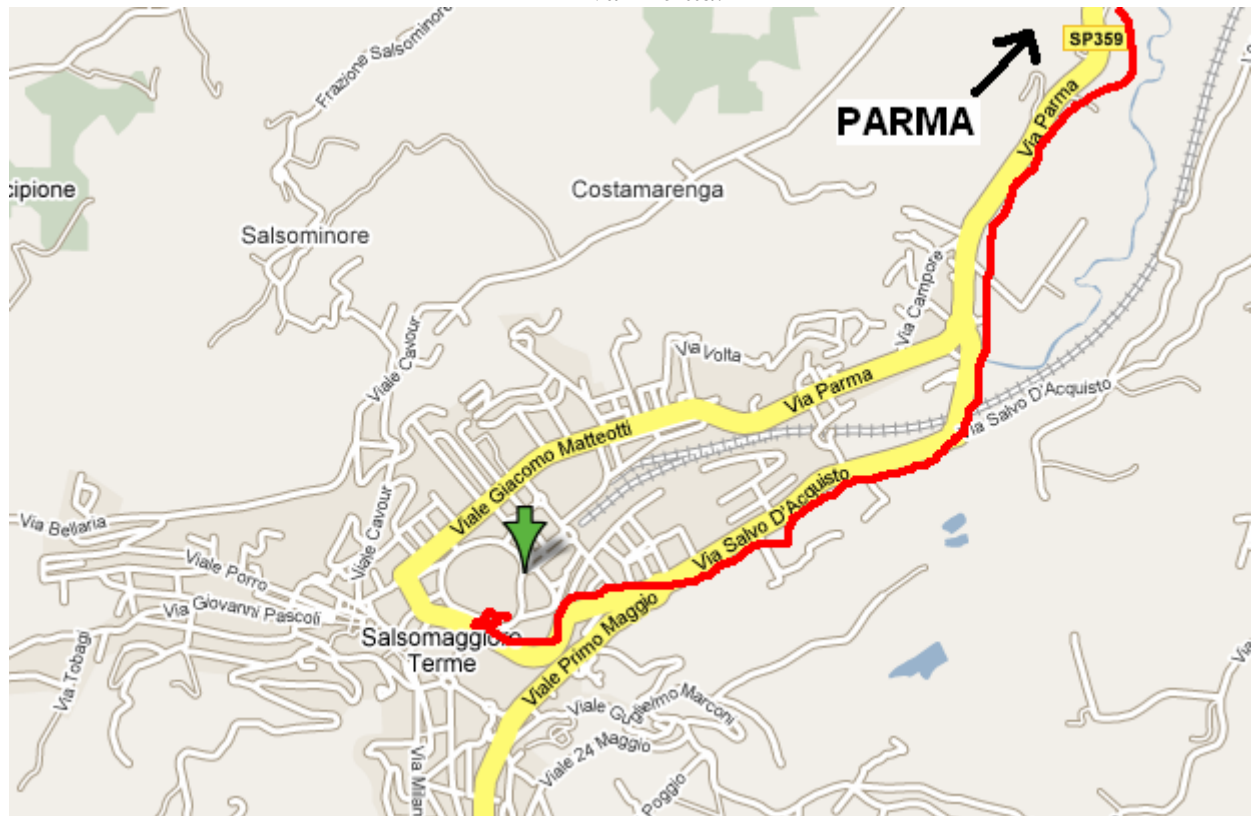 Frazione Salsominore
SP359
PARMA
Via Parma
cipione
Costamarenga
Salsominore
Via Campore
Viale Cavour
Via Volta
Via Parma
Via Salvo D'Acquisto
Viale Giacomo Matteotti
Via Salvo D'Acquisto
Via Bellaria
Viale Cavour
Viale Porro
Via Giovanni Pascoli
Salsomaggiore
Terme
Viale Primo Maggio
Via Tobagi
Viale Guglielmo Marconi
Viale 24 Maggio
Via Milan
Poggio